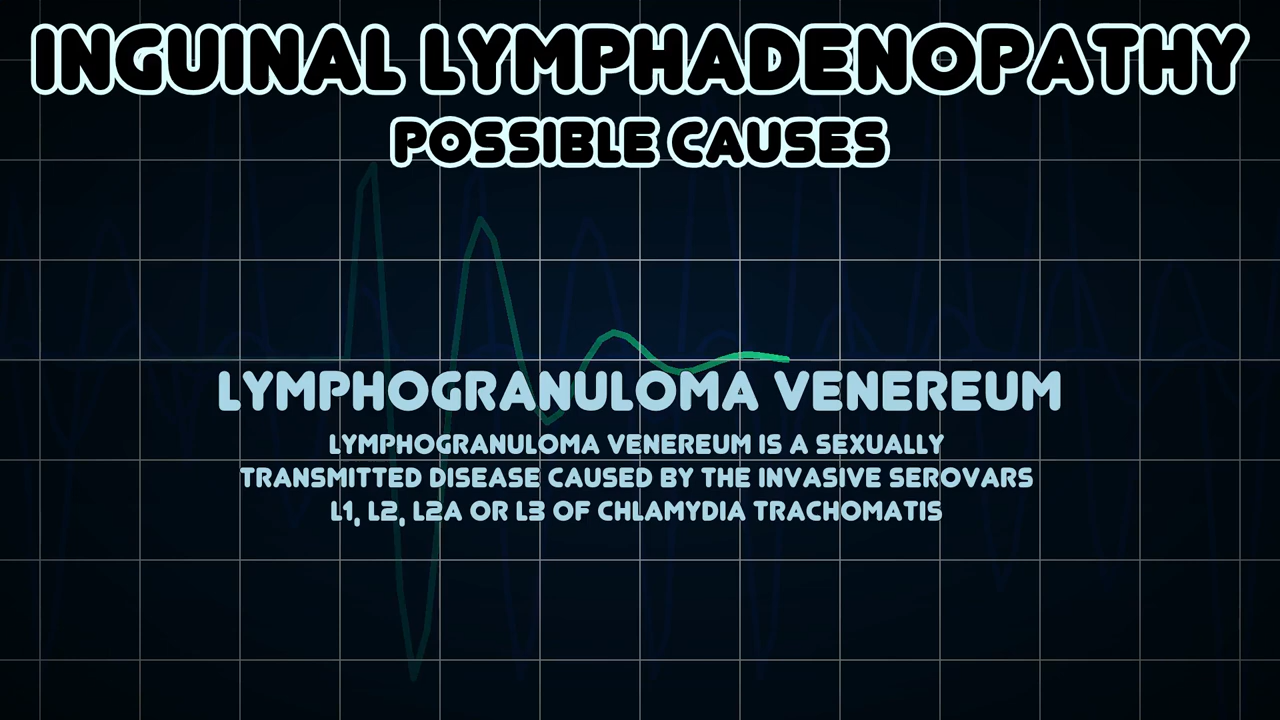 INGUINAL LYMPHADENOPATHY
POSSIBLE CAUSES
LYMPHOGRANULOMA VENEREUM
LYMPHOGRANULOMA VENEREUM IS A SEXUALLY
TRANSMITTED DISEASE CAUSED BY THE INVASIVE SEROVARS
L1, L2, L2A OR L3 OF CHLAMYDIA TRACHOMATIS